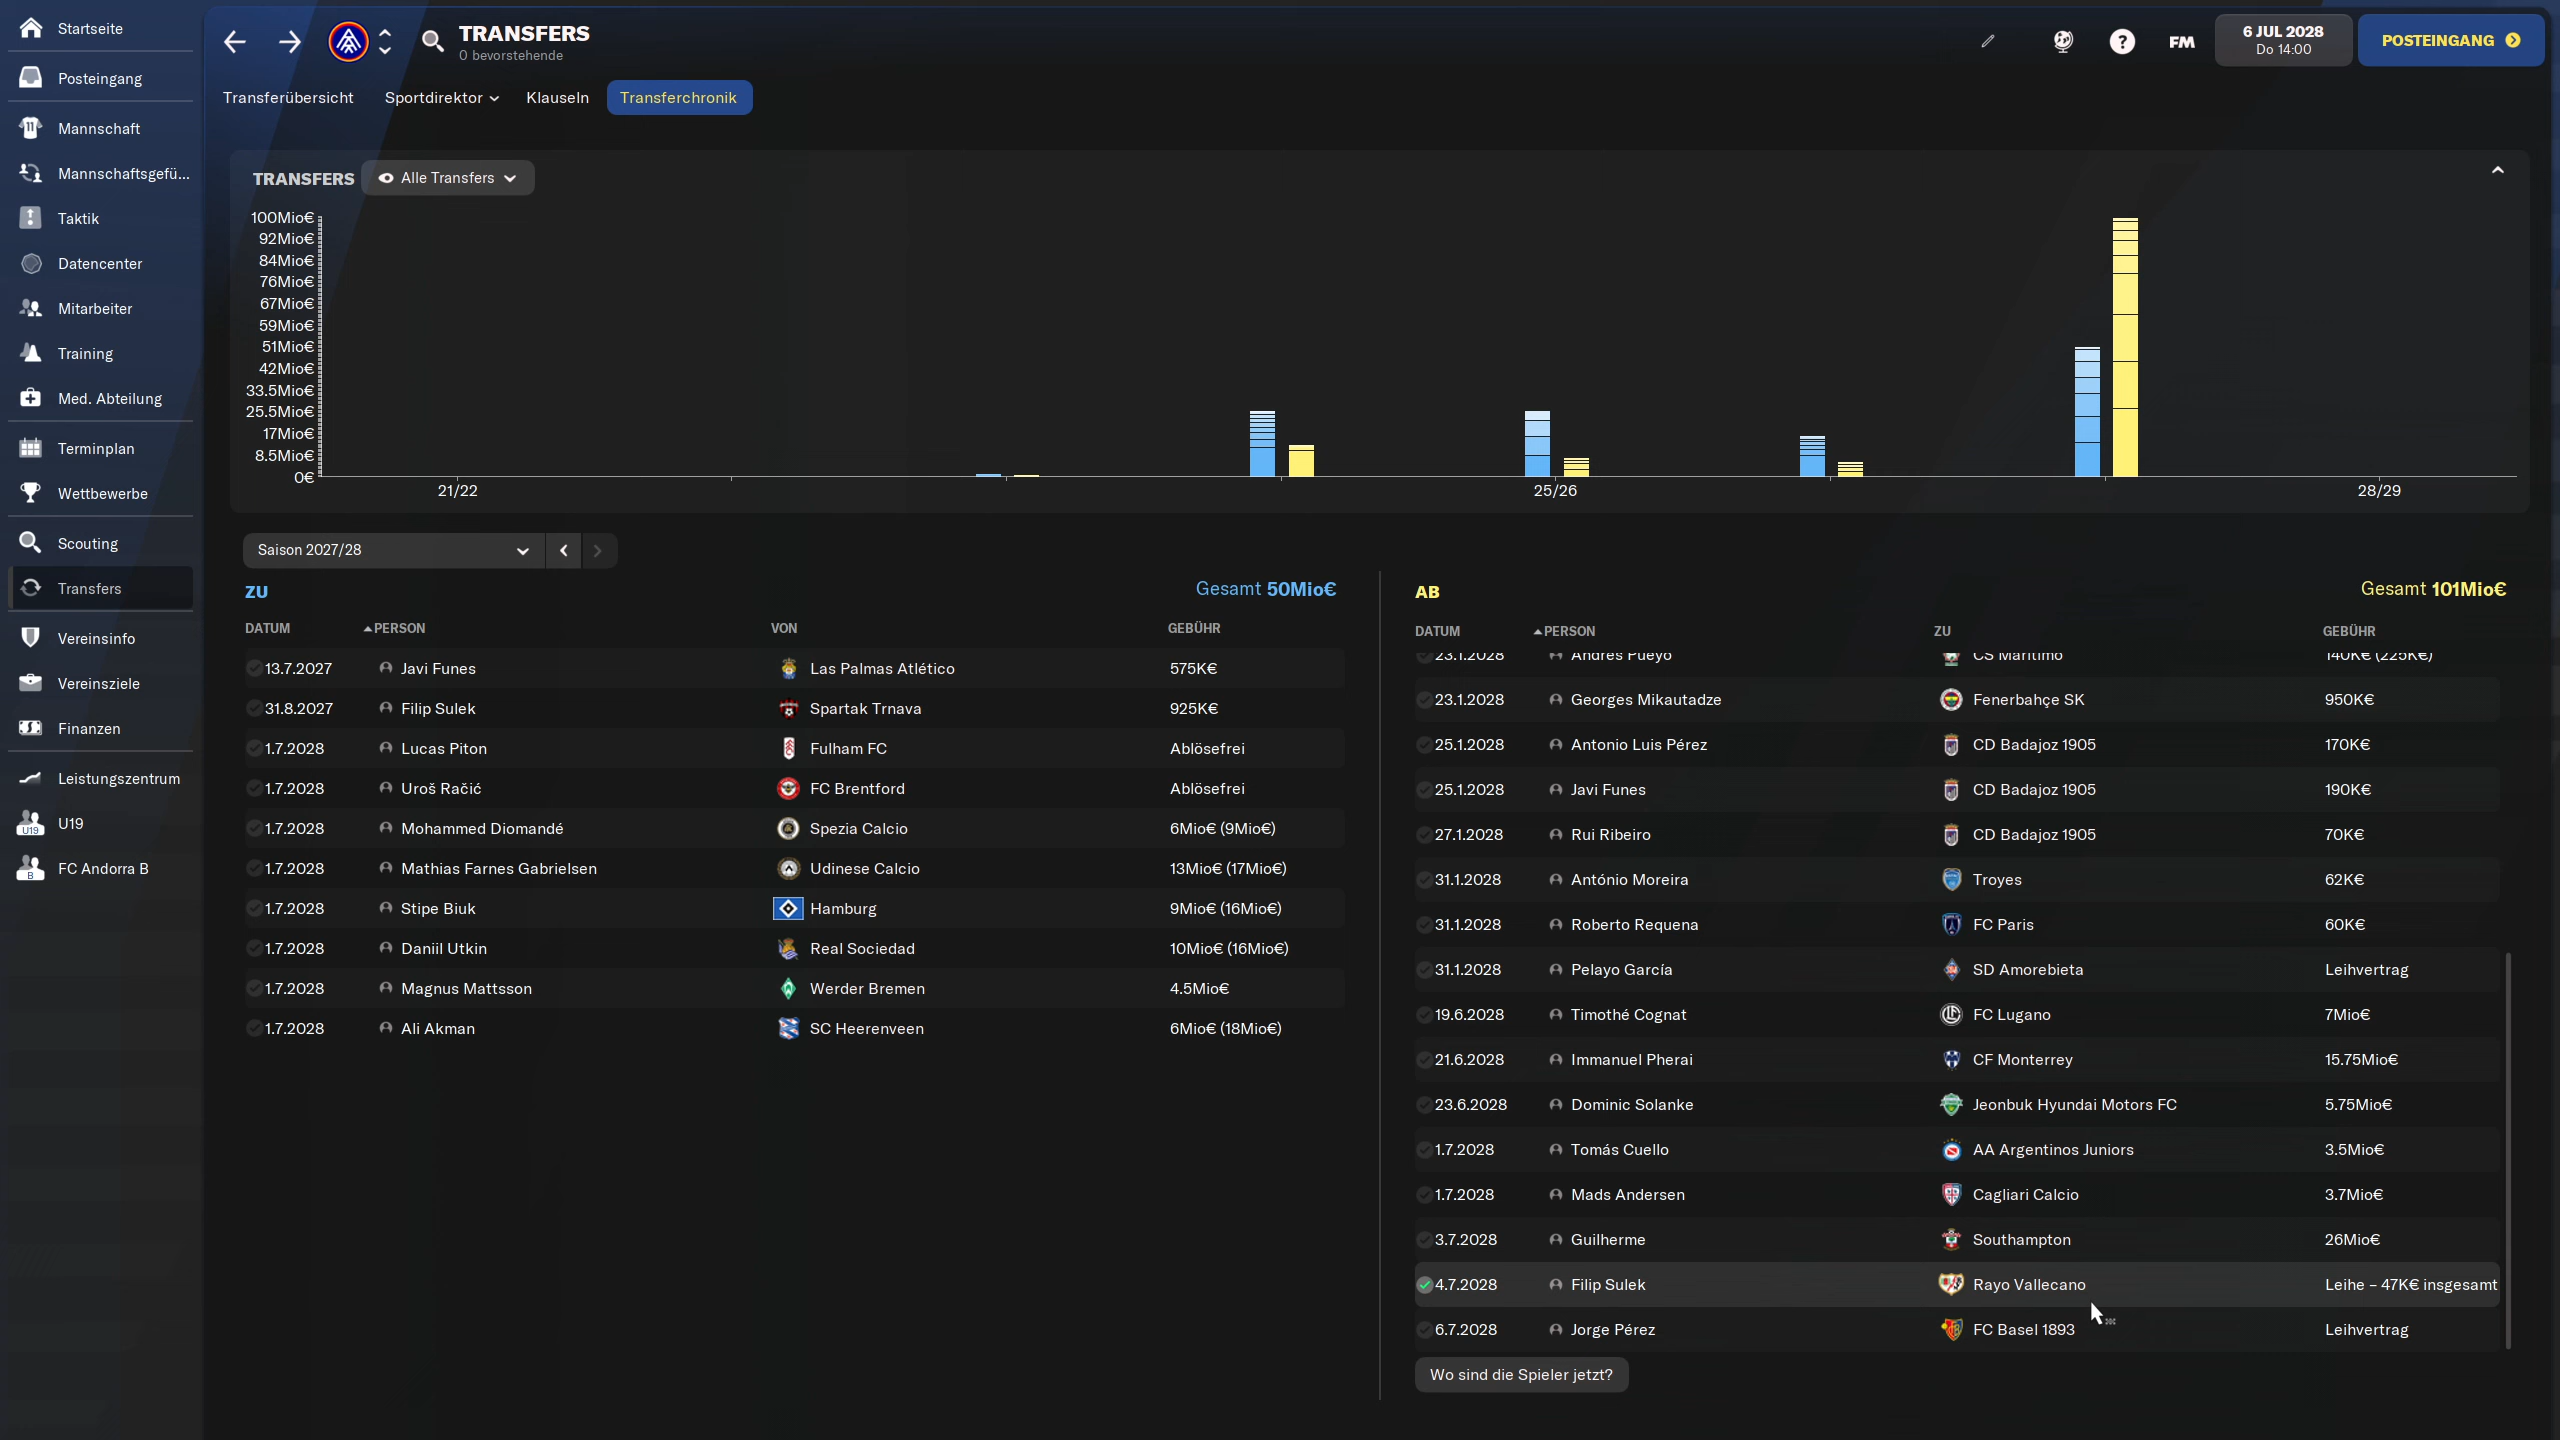 Startseite
Posteingang
Mannschaft
Mannschaftsgefü...
Taktik
Datencenter
Mitarbeiter
Training
Med. Abteilung
Terminplan
Wettbewerbe
Scouting
Transfers
Vereinsinfo
Vereinsziele
Finanzen
Leistungszentrum
U19 U19
B FC Andorra B
TRANSFERS
0 bevorstehende
? FM
6 JUL 2028
Do 14:00
POSTEINGANG
Transferübersicht Sportdirektor Klauseln Transferchronik
TRANSFERS Alle Transfers
100Mio€
92Mio€
84Mio€
76Mio€
67Mio€
59Mio€
51Mio€
42Mio€
33.5Mio€
25.5Mio€
17Mio€
8.5Mio€
0€
21/22 25/26 28/29
Saison 2027/28
ZU Gesamt 50Mio€
DATUM PERSON VON GEBÜHR
13.7.2027 Javi Funes Las Palmas Atlético 575K€
31.8.2027 Filip Sulek Spartak Trnava 925K€
1.7.2028 Lucas Piton Fulham FC Ablösefrei
1.7.2028 Uroš Račić FC Brentford Ablösefrei
1.7.2028 Mohammed Diomandé Spezia Calcio 6Mio€ (9Mio€)
1.7.2028 Mathias Farnes Gabrielsen Udinese Calcio 13Mio€ (17Mio€)
1.7.2028 Stipe Biuk Hamburg 9Mio€ (16Mio€)
1.7.2028 Daniil Utkin Real Sociedad 10Mio€ (16Mio€)
1.7.2028 Magnus Mattsson Werder Bremen 4.5Mio€
1.7.2028 Ali Akman SC Heerenveen 6Mio€ (18Mio€)
AB Gesamt 101Mio€
DATUM PERSON ZU GEBÜHR
23.1.2028 Andrés Pueyo CS Marítimo 140K€ (225K€)
23.1.2028 Georges Mikautadze Fenerbahçe SK 950K€
25.1.2028 Antonio Luis Pérez CD Badajoz 1905 170K€
25.1.2028 Javi Funes CD Badajoz 1905 190K€
27.1.2028 Rui Ribeiro CD Badajoz 1905 70K€
31.1.2028 António Moreira Troyes 62K€
31.1.2028 Roberto Requena FC Paris 60K€
31.1.2028 Pelayo García SD Amorebieta Leihvertrag
19.6.2028 Timothé Cognat FC Lugano 7Mio€
21.6.2028 Immanuel Pherai CF Monterrey 15.75Mio€
23.6.2028 Dominic Solanke Jeonbuk Hyundai Motors FC 5.75Mio€
1.7.2028 Tomás Cuello AA Argentinos Juniors 3.5Mio€
1.7.2028 Mads Andersen Cagliari Calcio 3.7Mio€
3.7.2028 Guilherme Southampton 26Mio€
4.7.2028 Filip Sulek Rayo Vallecano Leihe – 47K€ insgesamt
6.7.2028 Jorge Pérez FC Basel 1893 Leihvertrag
Wo sind die Spieler jetzt?